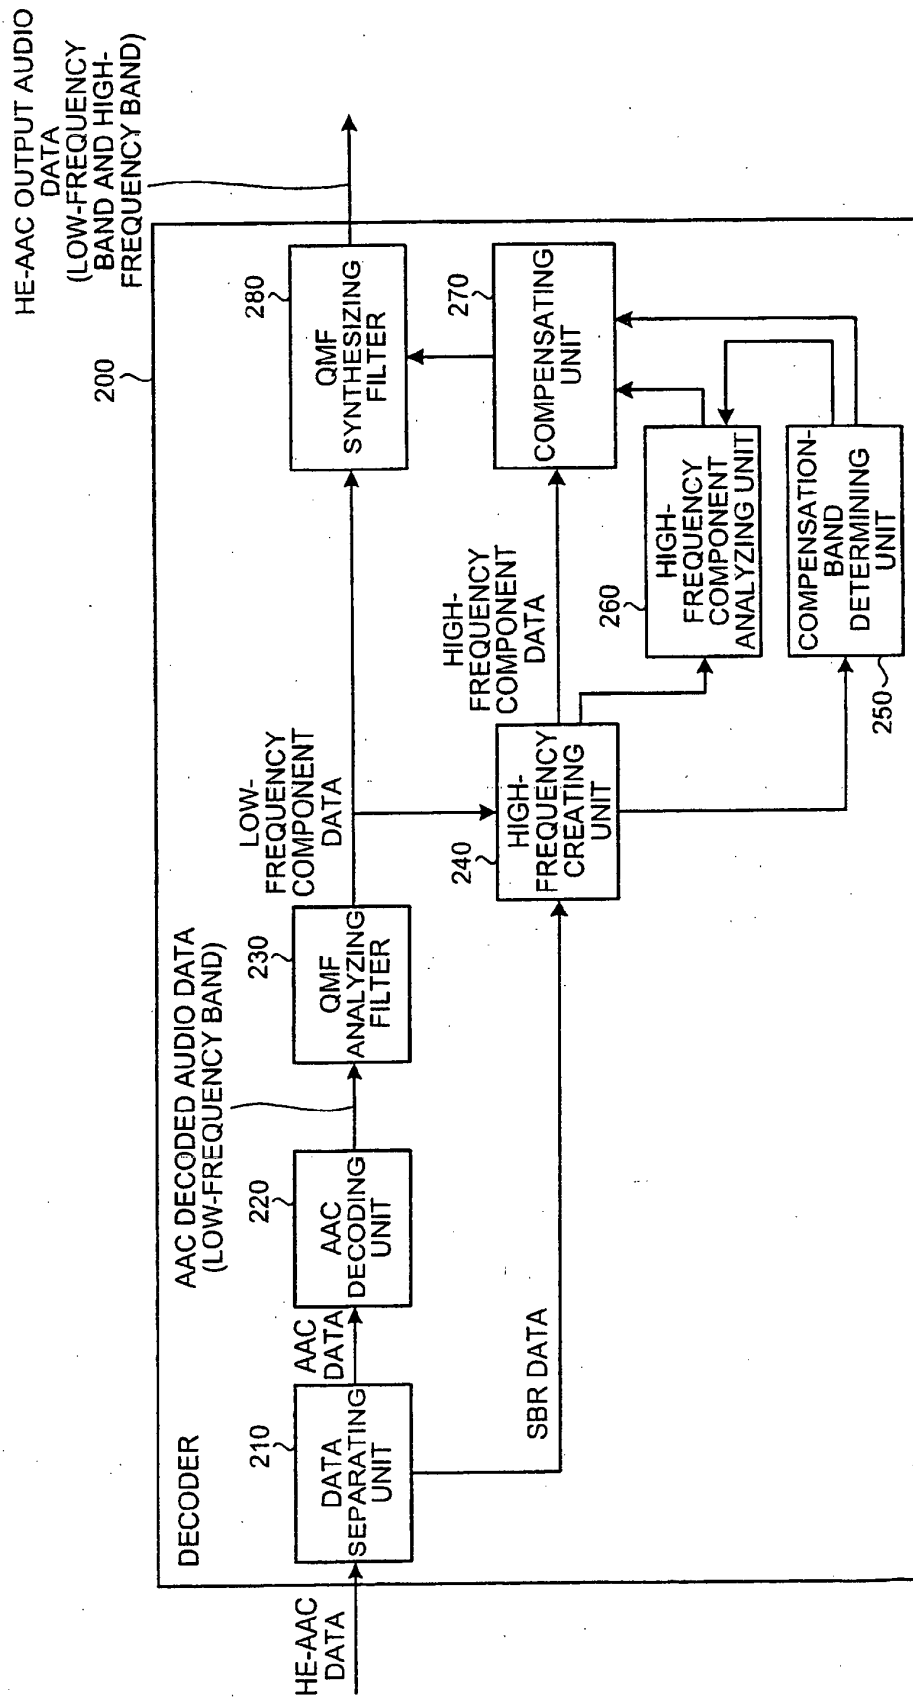 HE-AAC
DATA
DECODER
210
DATA
SEPARATING
UNIT
AAC
DATA
SBR DATA
AAC DECODED AUDIO DATA
(LOW-FREQUENCY BAND)
220
AAC
DECODING
UNIT
230
QMF
ANALYZING
FILTER
LOW-
FREQUENCY
COMPONENT
DATA
240
HIGH-
FREQUENCY
CREATING
UNIT
HIGH-
FREQUENCY
COMPONENT
DATA
260
HIGH-
FREQUENCY
COMPONENT
ANALYZING UNIT
COMPENSATION-
BAND
DETERMINING
UNIT
250
270
COMPENSATING
UNIT
280
QMF
SYNTHESIZING
FILTER
200
HE-AAC OUTPUT AUDIO
DATA
(LOW-FREQUENCY
BAND AND HIGH-
FREQUENCY BAND)